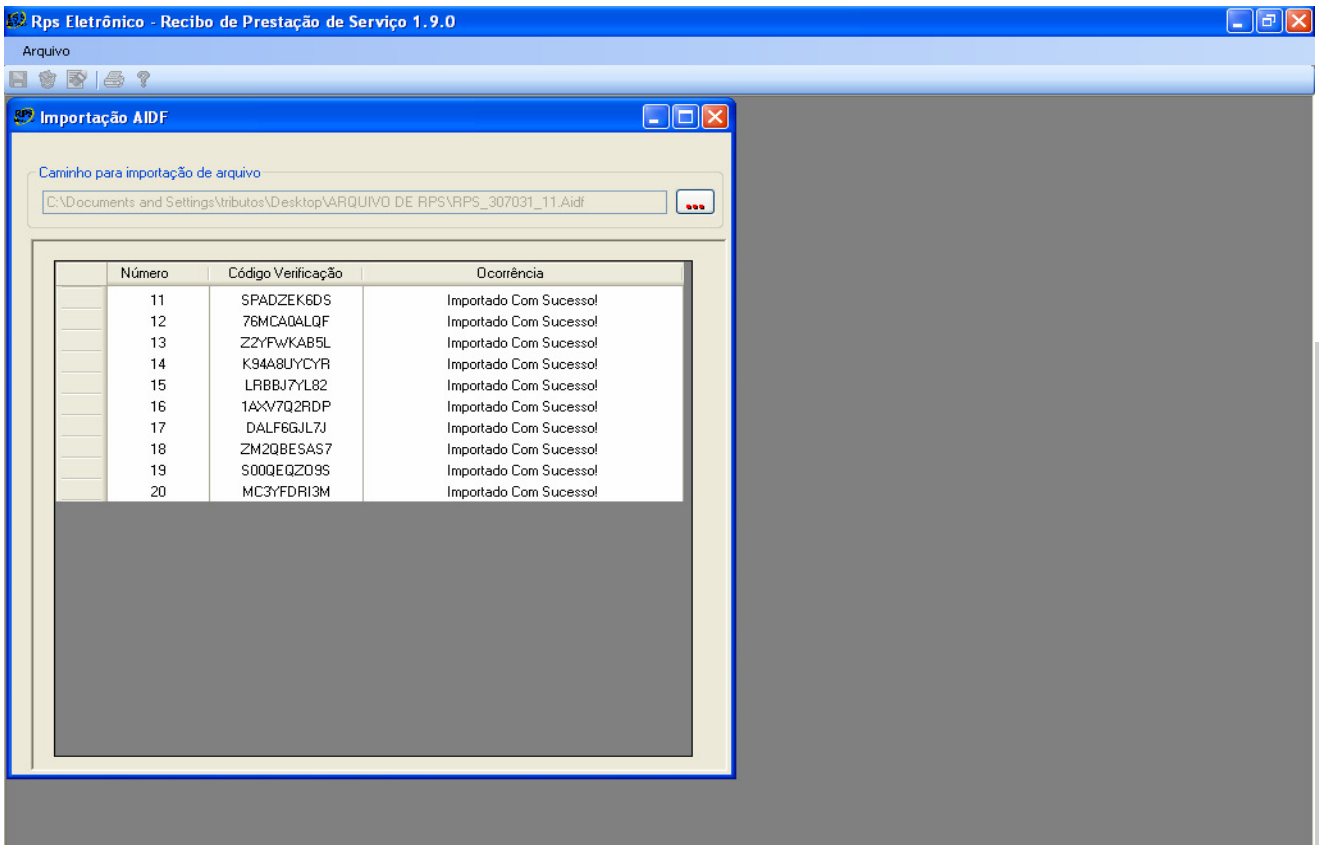 Rps Eletrônico - Recibo de Prestação de Serviço 1.9.0
Arquivo
Importação AIDF
Caminho para importação de arquivo
C:\Documents and Settings\tributos\Desktop\ARQUIVO DE RPS\RPS_307031_11.Aidf ...
Número Código Verificação Ocorrência
11 SPADZEK6DS Importado Com Sucesso!
12 76MCA0ALQF Importado Com Sucesso!
13 Z2YFWKAB5L Importado Com Sucesso!
14 K94A8UYCYR Importado Com Sucesso!
15 LRBBJ7YL82 Importado Com Sucesso!
16 1AXV7Q2RDP Importado Com Sucesso!
17 DALF6GJL7J Importado Com Sucesso!
18 ZM2QBESAS7 Importado Com Sucesso!
19 S00QEQZO9S Importado Com Sucesso!
20 MC3YFDRI3M Importado Com Sucesso!